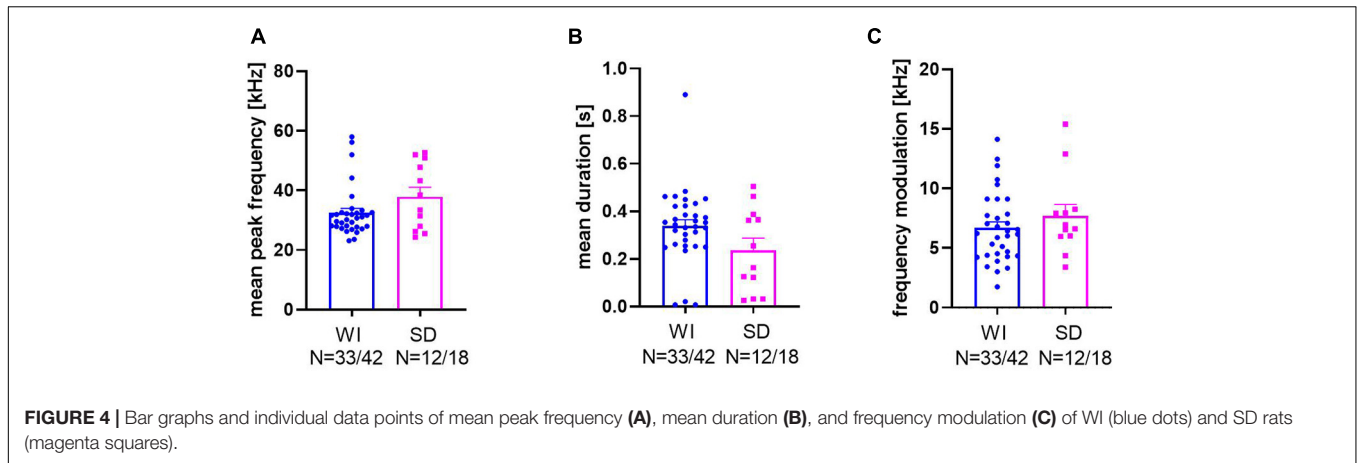 A
mean peak frequency [kHz]
80
60
40
20
0
WI SD
N=33/42 N=12/18
B
mean duration [s]
1.0
0.8
0.6
0.4
0.2
0.0
WI SD
N=33/42 N=12/18
C
frequency modulation [kHz]
20
15
10
5
0
WI SD
N=33/42 N=12/18
FIGURE 4 | Bar graphs and individual data points of mean peak frequency (A), mean duration (B), and frequency modulation (C) of WI (blue dots) and SD rats
(magenta squares).